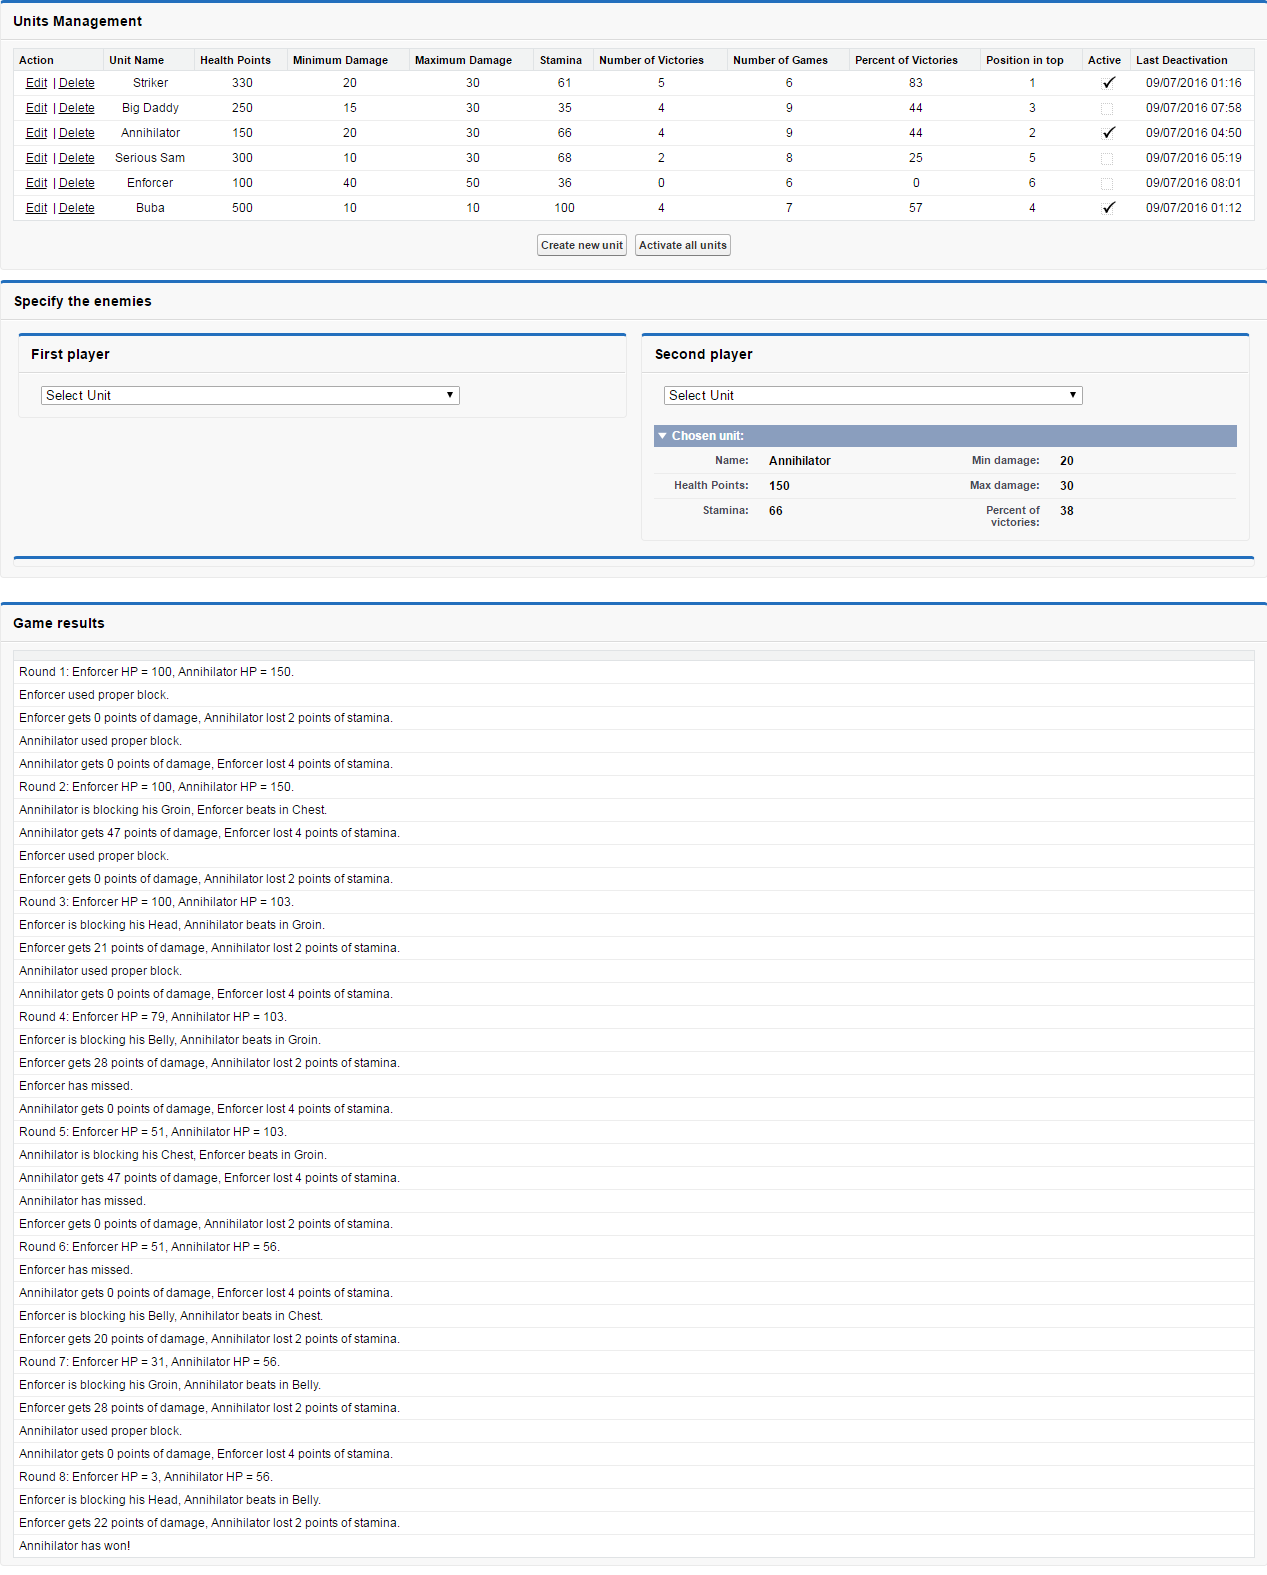 Units Management
Action Unit Name Health Points Minimum Damage Maximum Damage Stamina Number of Victories Number of Games Percent of Victories Position in top Active Last Deactivation
Edit | Delete Striker 330 20 30 61 5 6 83 1 09/07/2016 01:16
Edit | Delete Big Daddy 250 15 30 35 4 9 44 3 09/07/2016 07:58
Edit | Delete Annihilator 150 20 30 66 4 9 44 2 09/07/2016 04:50
Edit | Delete Serious Sam 300 10 30 68 2 8 25 5 09/07/2016 05:19
Edit | Delete Enforcer 100 40 50 36 0 6 0 6 09/07/2016 08:01
Edit | Delete Buba 500 10 10 100 4 7 57 4 09/07/2016 01:12
Create new unit Activate all units
Specify the enemies
First player
Select Unit
Second player
Select Unit
Chosen unit:
Name: Annihilator Min damage: 20
Health Points: 150 Max damage: 30
Stamina: 66 Percent of victories: 38
Game results
Round 1: Enforcer HP = 100, Annihilator HP = 150.
Enforcer used proper block.
Enforcer gets 0 points of damage, Annihilator lost 2 points of stamina.
Annihilator used proper block.
Annihilator gets 0 points of damage, Enforcer lost 4 points of stamina.
Round 2: Enforcer HP = 100, Annihilator HP = 150.
Annihilator is blocking his Groin, Enforcer beats in Chest.
Annihilator gets 47 points of damage, Enforcer lost 4 points of stamina.
Enforcer used proper block.
Enforcer gets 0 points of damage, Annihilator lost 2 points of stamina.
Round 3: Enforcer HP = 100, Annihilator HP = 103.
Enforcer is blocking his Head, Annihilator beats in Groin.
Enforcer gets 21 points of damage, Annihilator lost 2 points of stamina.
Annihilator used proper block.
Annihilator gets 0 points of damage, Enforcer lost 4 points of stamina.
Round 4: Enforcer HP = 79, Annihilator HP = 103.
Enforcer is blocking his Belly, Annihilator beats in Groin.
Enforcer gets 28 points of damage, Annihilator lost 2 points of stamina.
Enforcer has missed.
Annihilator gets 0 points of damage, Enforcer lost 4 points of stamina.
Round 5: Enforcer HP = 51, Annihilator HP = 103.
Annihilator is blocking his Chest, Enforcer beats in Groin.
Annihilator gets 47 points of damage, Enforcer lost 4 points of stamina.
Annihilator has missed.
Enforcer gets 0 points of damage, Annihilator lost 2 points of stamina.
Round 6: Enforcer HP = 51, Annihilator HP = 56.
Enforcer has missed.
Annihilator gets 0 points of damage, Enforcer lost 4 points of stamina.
Enforcer is blocking his Belly, Annihilator beats in Chest.
Enforcer gets 20 points of damage, Annihilator lost 2 points of stamina.
Round 7: Enforcer HP = 31, Annihilator HP = 56.
Enforcer is blocking his Groin, Annihilator beats in Belly.
Enforcer gets 28 points of damage, Annihilator lost 2 points of stamina.
Annihilator used proper block.
Annihilator gets 0 points of damage, Enforcer lost 4 points of stamina.
Round 8: Enforcer HP = 3, Annihilator HP = 56.
Enforcer is blocking his Head, Annihilator beats in Belly.
Enforcer gets 22 points of damage, Annihilator lost 2 points of stamina.
Annihilator has won!